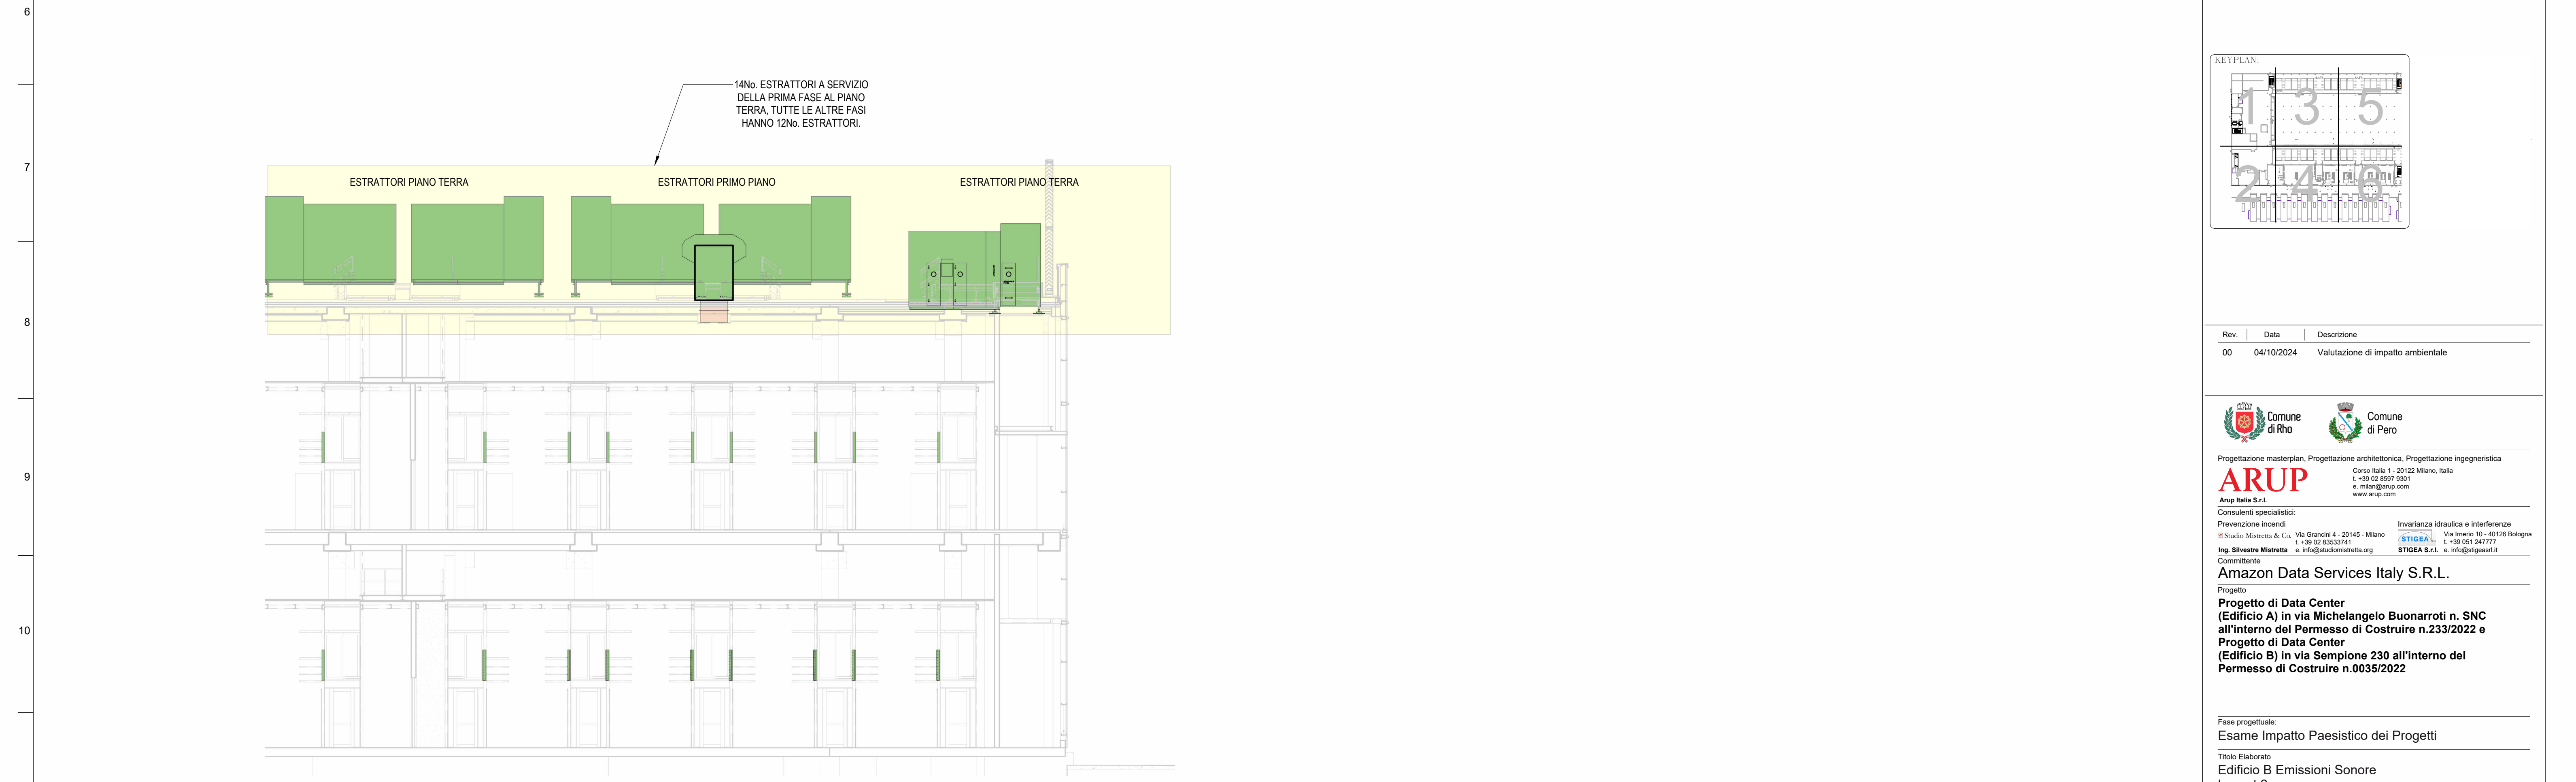 6
7
8
9
10
14No. ESTRATTORI A SERVIZIO
DELLA PRIMA FASE AL PIANO
TERRA, TUTTE LE ALTRE FASI
HANNO 12No. ESTRATTORI.
ESTRATTORI PIANO TERRA
ESTRATTORI PRIMO PIANO
ESTRATTORI PIANO TERRA
KEYPLAN:
1 3 5
2 4 6
Rev. Data Descrizione
00 04/10/2024 Valutazione di impatto ambientale
Comune
di Rho
Comune
di Pero
Progettazione masterplan, Progettazione architettonica, Progettazione ingegneristica
ARUP
Arup Italia S.r.l.
Corso Italia 1 - 20122 Milano, Italia
t. +39 02 8597 9301
e. milan@arup.com
www.arup.com
Consulenti specialistici:
Prevenzione incendi
Studio Mistretta & Co.
Ing. Silvestre Mistretta
Via Grancini 4 - 20145 - Milano
t. +39 02 83533741
e. info@studiomistretta.org
Invarianza idraulica e interferenze
STIGEA
STIGEA S.r.l.
Via Imerio 10 - 40126 Bologna
t. +39 051 247777
e. info@stigeasrl.it
Committente
Amazon Data Services Italy S.R.L.
Progetto
Progetto di Data Center
(Edificio A) in via Michelangelo Buonarroti n. SNC
all'interno del Permesso di Costruire n.233/2022 e
Progetto di Data Center
(Edificio B) in via Sempione 230 all'interno del
Permesso di Costruire n.0035/2022
Fase progettuale:
Esame Impatto Paesistico dei Progetti
Titolo Elaborato
Edificio B Emissioni Sonore